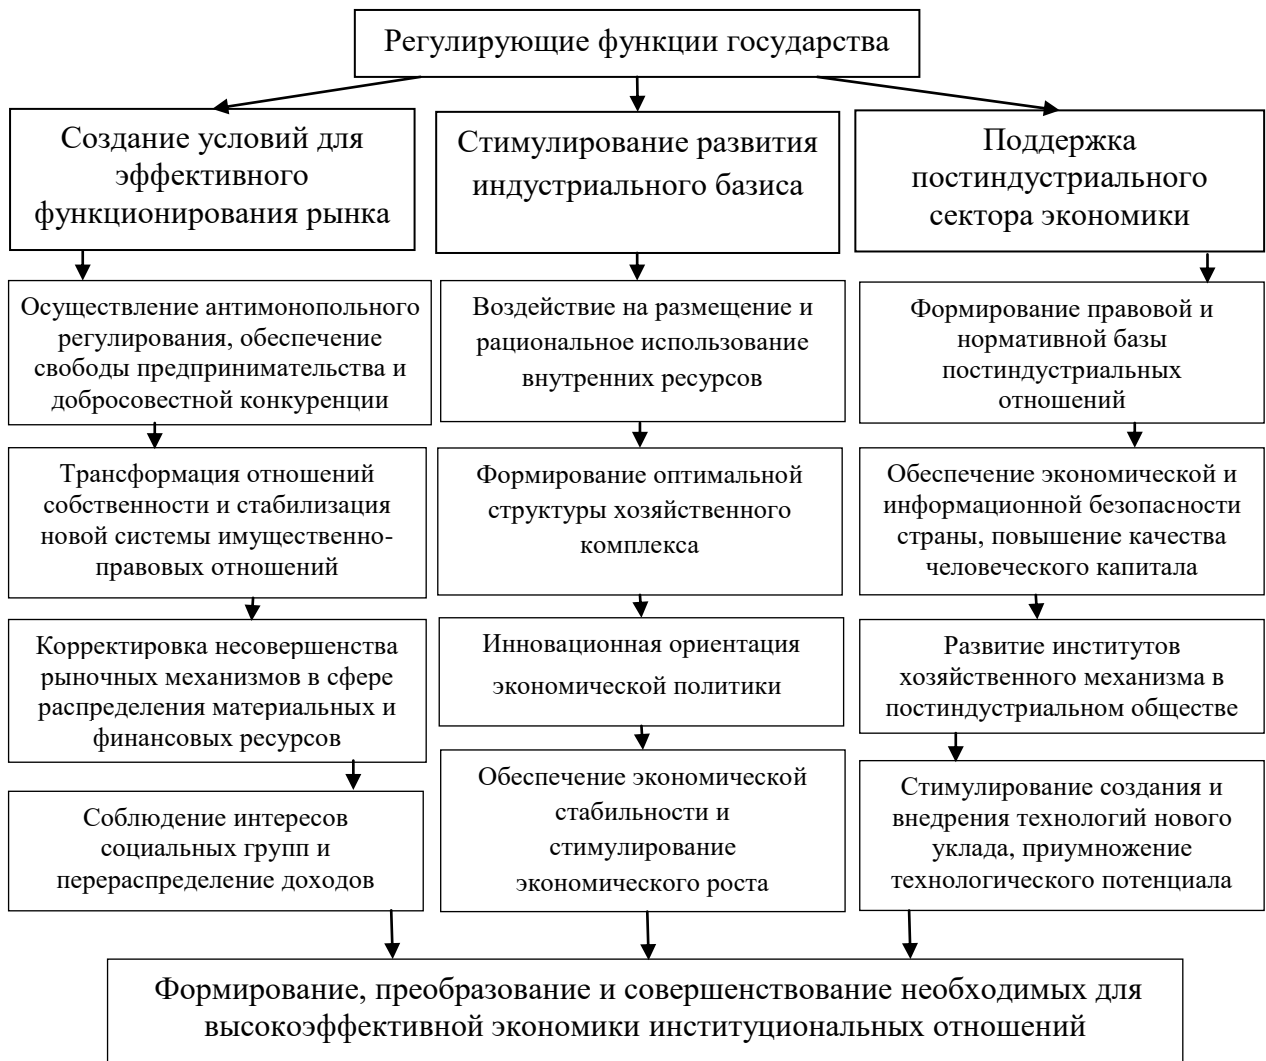 Регулирующие функции государства
Создание условий для
эффективного
функционирования рынка
Стимулирование развития
индустриального базиса
Поддержка
постиндустриального
сектора экономики
Осуществление антимонопольного
регулирования, обеспечение
свободы предпринимательства и
добросовестной конкуренции
Воздействие на размещение и
рациональное использование
внутренних ресурсов
Формирование правовой и
нормативной базы
постиндустриальных
отношений
Трансформация отношений
собственности и стабилизация
новой системы имущественно-
правовых отношений
Формирование оптимальной
структуры хозяйственного
комплекса
Обеспечение экономической и
информационной безопасности
страны, повышение качества
человеческого капитала
Корректировка несовершенства
рыночных механизмов в сфере
распределения материальных и
финансовых ресурсов
Инновационная ориентация
экономической политики
Развитие институтов
хозяйственного механизма в
постиндустриальном обществе
Соблюдение интересов
социальных групп и
перераспределение доходов
Обеспечение экономической
стабильности и
стимулирование
экономического роста
Стимулирование создания и
внедрения технологий нового
уклада, приумножение
технологического потенциала
Формирование, преобразование и совершенствование необходимых для
высокоэффективной экономики институциональных отношений